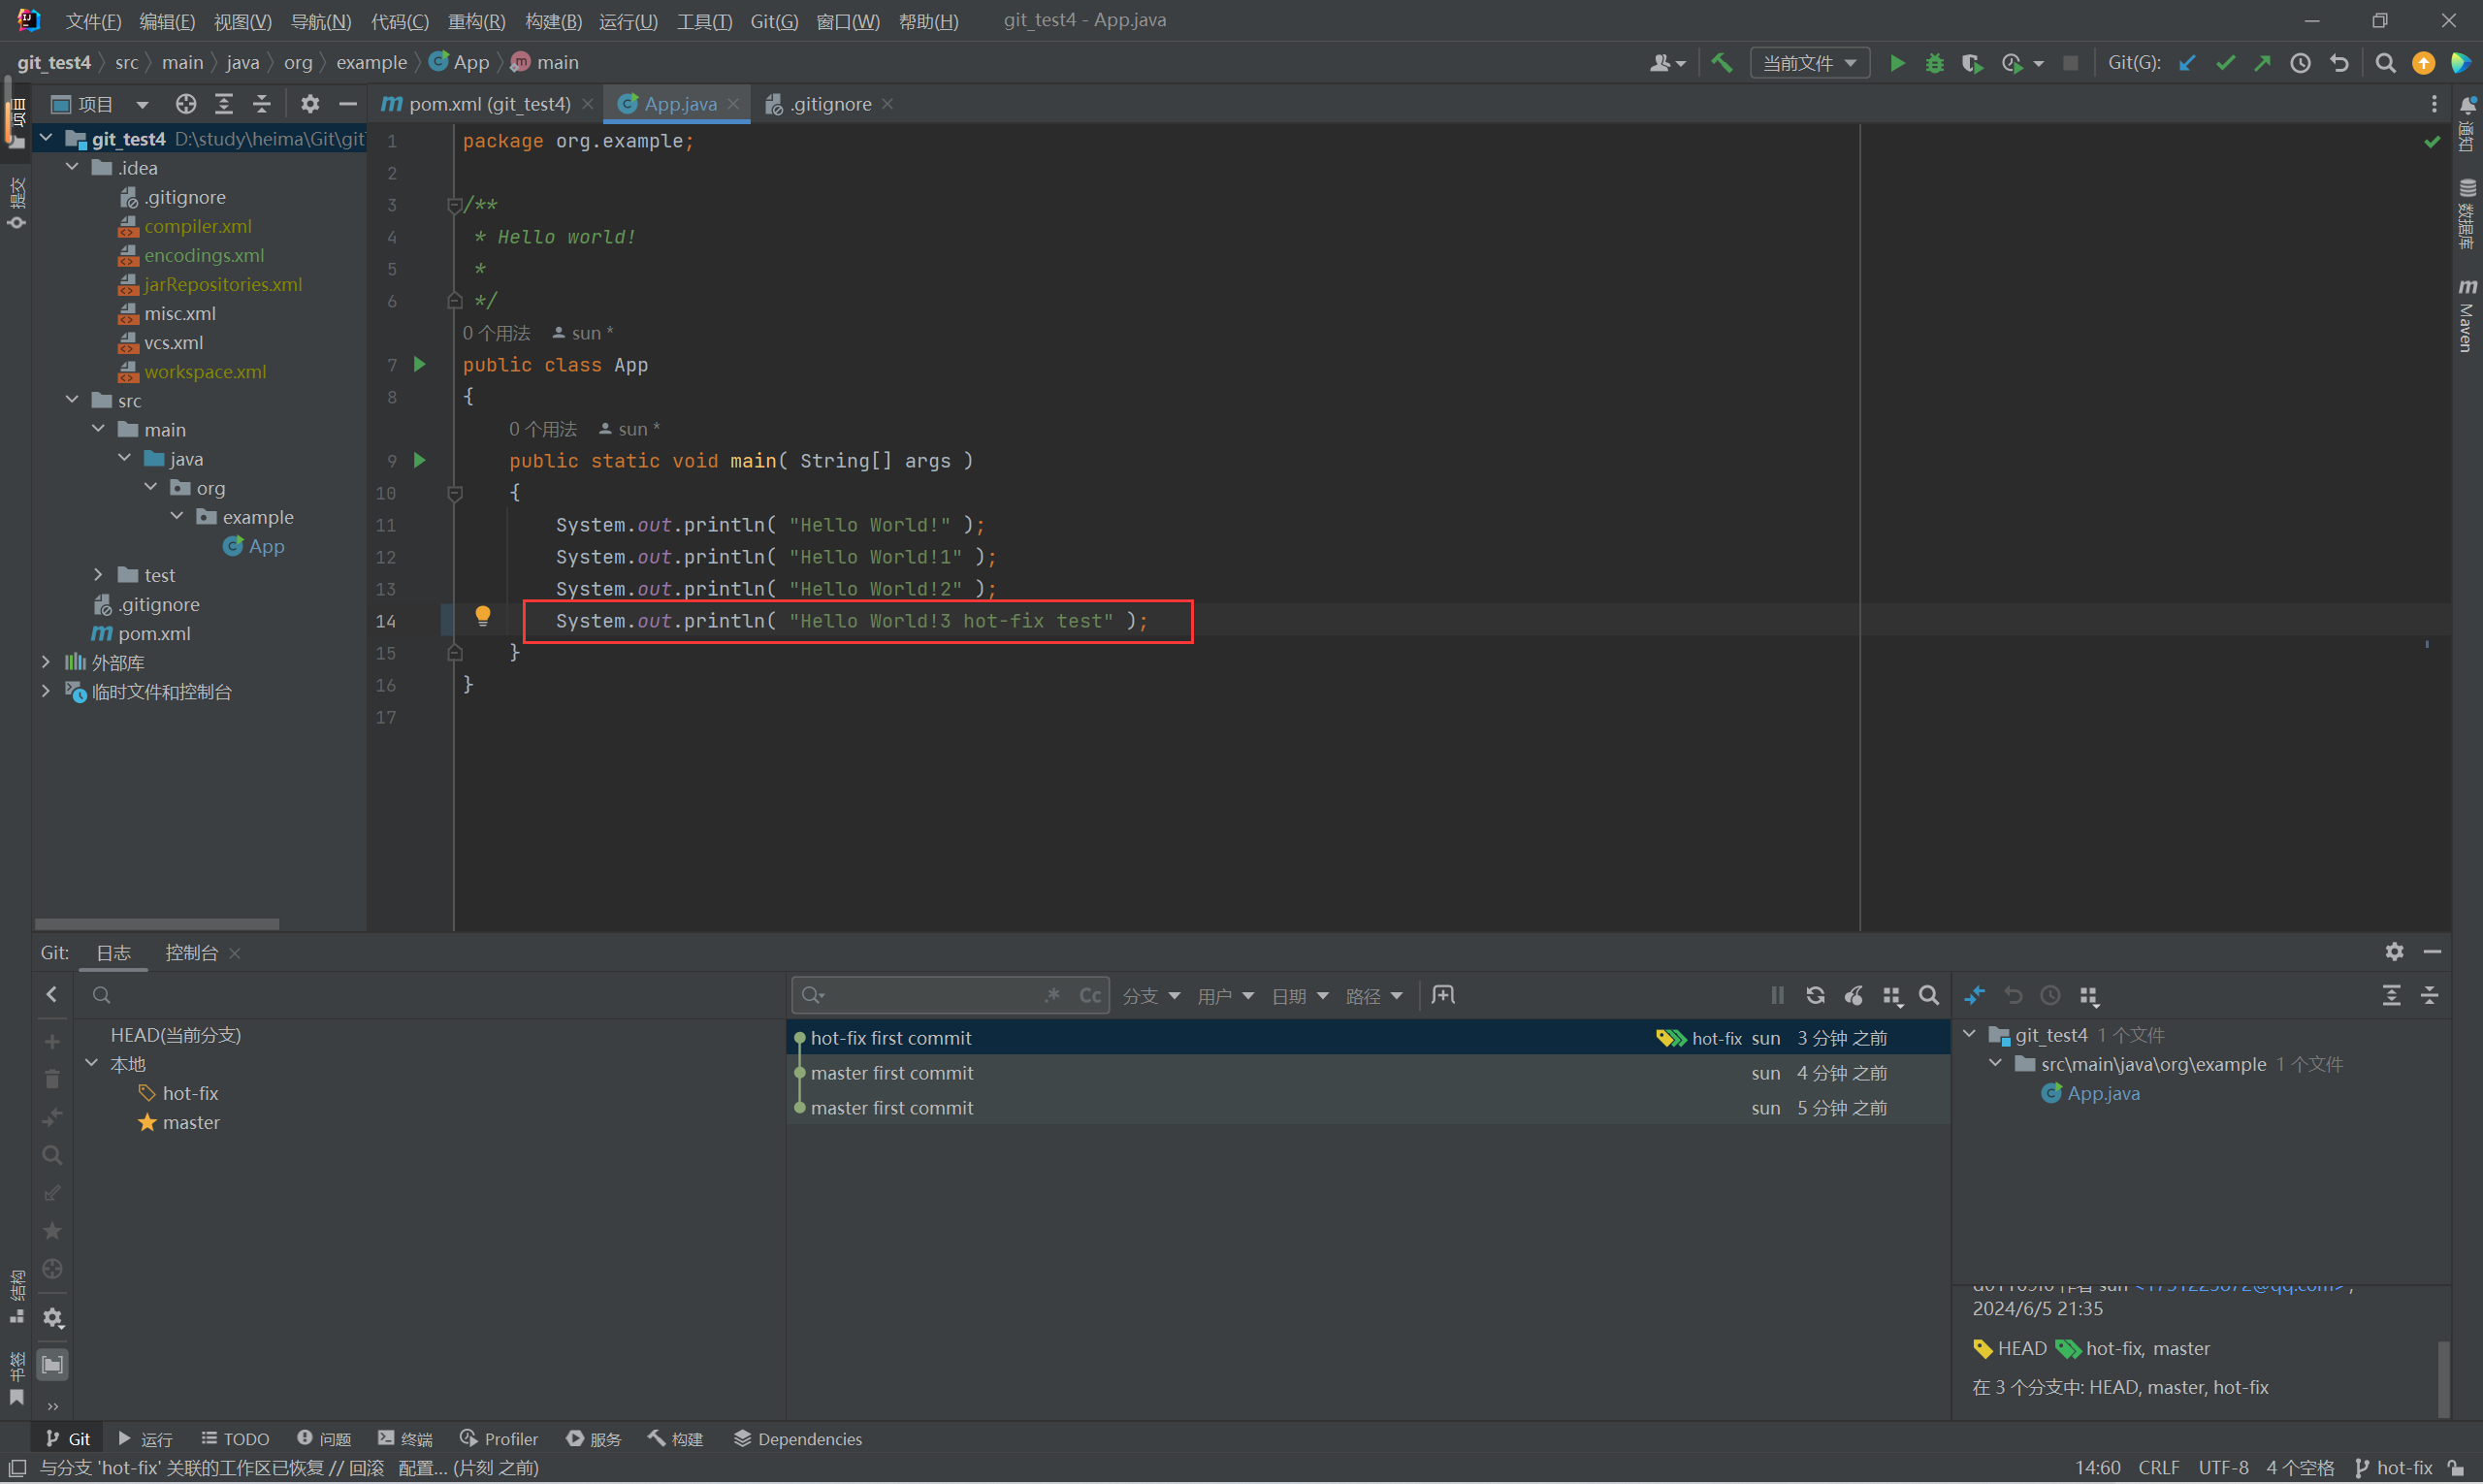 文件(F) 编辑(E) 视图(V) 导航(N) 代码(C) 重构(R) 构建(B) 运行(U) 工具(T) Git(G) 窗口(W) 帮助(H) git_test4 - App.java
git_test4 src main java org example App main 当前文件 Git(G):
项目 pom.xml (git_test4) App.java .gitignore
项目
提交
结构
书签
git_test4 D:\study\heima\Git\git
.idea
.gitignore
compiler.xml
encodings.xml
jarRepositories.xml
misc.xml
vcs.xml
workspace.xml
src
main
java
org
example
App
test
.gitignore
pom.xml
外部库
临时文件和控制台
1 package org.example;
2
3 /**
4 * Hello world!
5 *
6 */
0 个用法 sun *
7 public class App
8 {
0 个用法 sun *
9 public static void main( String[] args )
10 {
11 System.out.println( "Hello World!" );
12 System.out.println( "Hello World!1" );
13 System.out.println( "Hello World!2" );
14 System.out.println( "Hello World!3 hot-fix test" );
15 }
16 }
17
通知
数据库
Maven
Git: 日志 控制台
HEAD(当前分支)
本地
hot-fix
master
.* Cc 分支 用户 日期 路径
hot-fix first commit hot-fix sun 3 分钟 之前
master first commit sun 4 分钟 之前
master first commit sun 5 分钟 之前
git_test4 1 个文件
src\main\java\org\example 1 个文件
App.java
2024/6/5 21:35
HEAD hot-fix, master
在 3 个分支中: HEAD, master, hot-fix
Git 运行 TODO 问题 终端 Profiler 服务 构建 Dependencies
与分支 'hot-fix' 关联的工作区已恢复 // 回滚 配置... (片刻 之前) 14:60 CRLF UTF-8 4 个空格 hot-fix